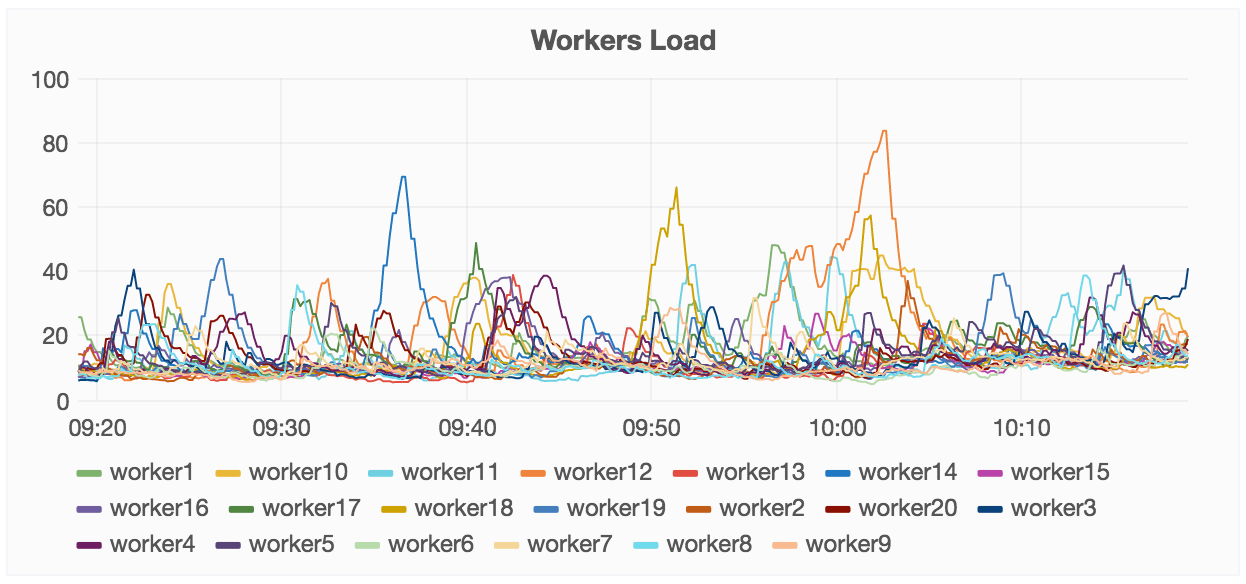 Workers Load
100
80
60
40
20
0
09:20 09:30 09:40 09:50 10:00 10:10
worker1 worker10 worker11 worker12 worker13 worker14 worker15
worker16 worker17 worker18 worker19 worker2 worker20 worker3
worker4 worker5 worker6 worker7 worker8 worker9